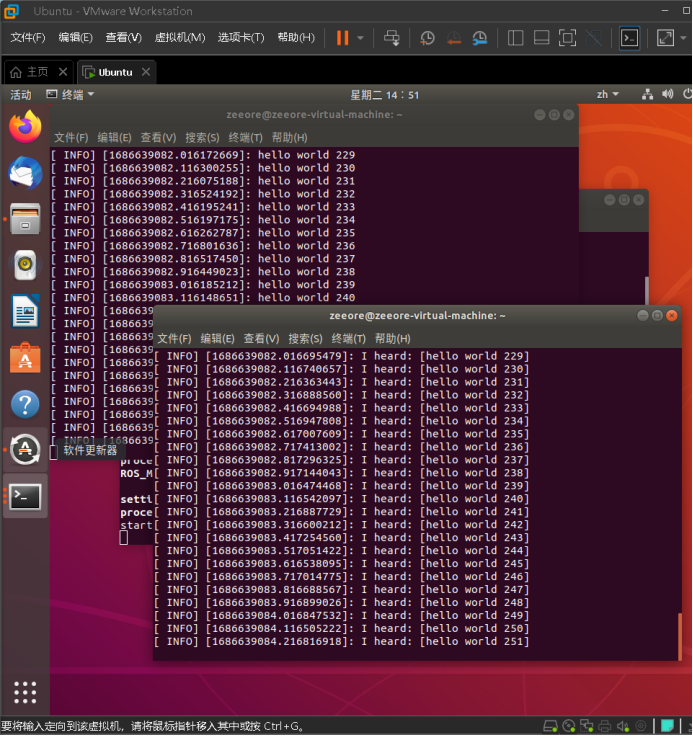 Ubuntu - VMware Workstation
文件(F) 编辑(E) 查看(V) 虚拟机(M) 选项卡(T) 帮助(H)
主页 Ubuntu
活动 终端 星期二 14：51 zh
zeeore@zeeore-virtual-machine: ~
文件(F) 编辑(E) 查看(V) 搜索(S) 终端(T) 帮助(H)
[ INFO] [1686639082.016172669]: hello world 229
[ INFO] [1686639082.116300255]: hello world 230
[ INFO] [1686639082.216075188]: hello world 231
[ INFO] [1686639082.316524192]: hello world 232
[ INFO] [1686639082.416195241]: hello world 233
[ INFO] [1686639082.516197175]: hello world 234
[ INFO] [1686639082.616262787]: hello world 235
[ INFO] [1686639082.716801636]: hello world 236
[ INFO] [1686639082.816517450]: hello world 237
[ INFO] [1686639082.916449023]: hello world 238
[ INFO] [1686639083.016185212]: hello world 239
[ INFO] [1686639083.116148651]: hello world 240
[ INFO] [1686639
[ INFO] [1686639
[ INFO] [1686639
[ INFO] [1686639
[ INFO] [1686639
[ INFO] [1686639
[ INFO] [1686639
[ INFO] [1686639
[ INFO] [1686639
[ INFO] [1686639
[ INFO] [1686639
软件更新器
proce
ROS_M
setti
proce
start
zeeore@zeeore-virtual-machine: ~
文件(F) 编辑(E) 查看(V) 搜索(S) 终端(T) 帮助(H)
[ INFO] [1686639082.016695479]: I heard: [hello world 229]
[ INFO] [1686639082.116740657]: I heard: [hello world 230]
[ INFO] [1686639082.216363443]: I heard: [hello world 231]
[ INFO] [1686639082.316888560]: I heard: [hello world 232]
[ INFO] [1686639082.416694988]: I heard: [hello world 233]
[ INFO] [1686639082.516947808]: I heard: [hello world 234]
[ INFO] [1686639082.617007609]: I heard: [hello world 235]
[ INFO] [1686639082.717413002]: I heard: [hello world 236]
[ INFO] [1686639082.817296325]: I heard: [hello world 237]
[ INFO] [1686639082.917144043]: I heard: [hello world 238]
[ INFO] [1686639083.016474468]: I heard: [hello world 239]
[ INFO] [1686639083.116542097]: I heard: [hello world 240]
[ INFO] [1686639083.216887729]: I heard: [hello world 241]
[ INFO] [1686639083.316600212]: I heard: [hello world 242]
[ INFO] [1686639083.417254560]: I heard: [hello world 243]
[ INFO] [1686639083.517051422]: I heard: [hello world 244]
[ INFO] [1686639083.616538095]: I heard: [hello world 245]
[ INFO] [1686639083.717014775]: I heard: [hello world 246]
[ INFO] [1686639083.816688567]: I heard: [hello world 247]
[ INFO] [1686639083.916899026]: I heard: [hello world 248]
[ INFO] [1686639084.016847532]: I heard: [hello world 249]
[ INFO] [1686639084.116505222]: I heard: [hello world 250]
[ INFO] [1686639084.216816918]: I heard: [hello world 251]
要将输入定向到该虚拟机，请将鼠标指针移入其中或按 Ctrl+G。